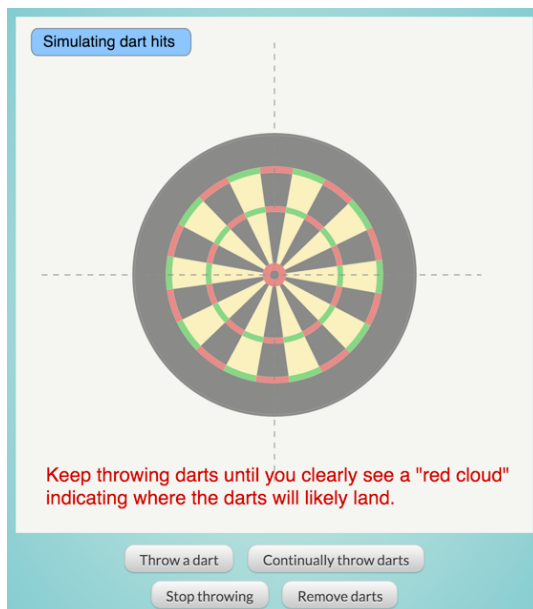 Simulating dart hits
Keep throwing darts until you clearly see a "red cloud"
indicating where the darts will likely land.
Throw a dart
Continually throw darts
Stop throwing
Remove darts